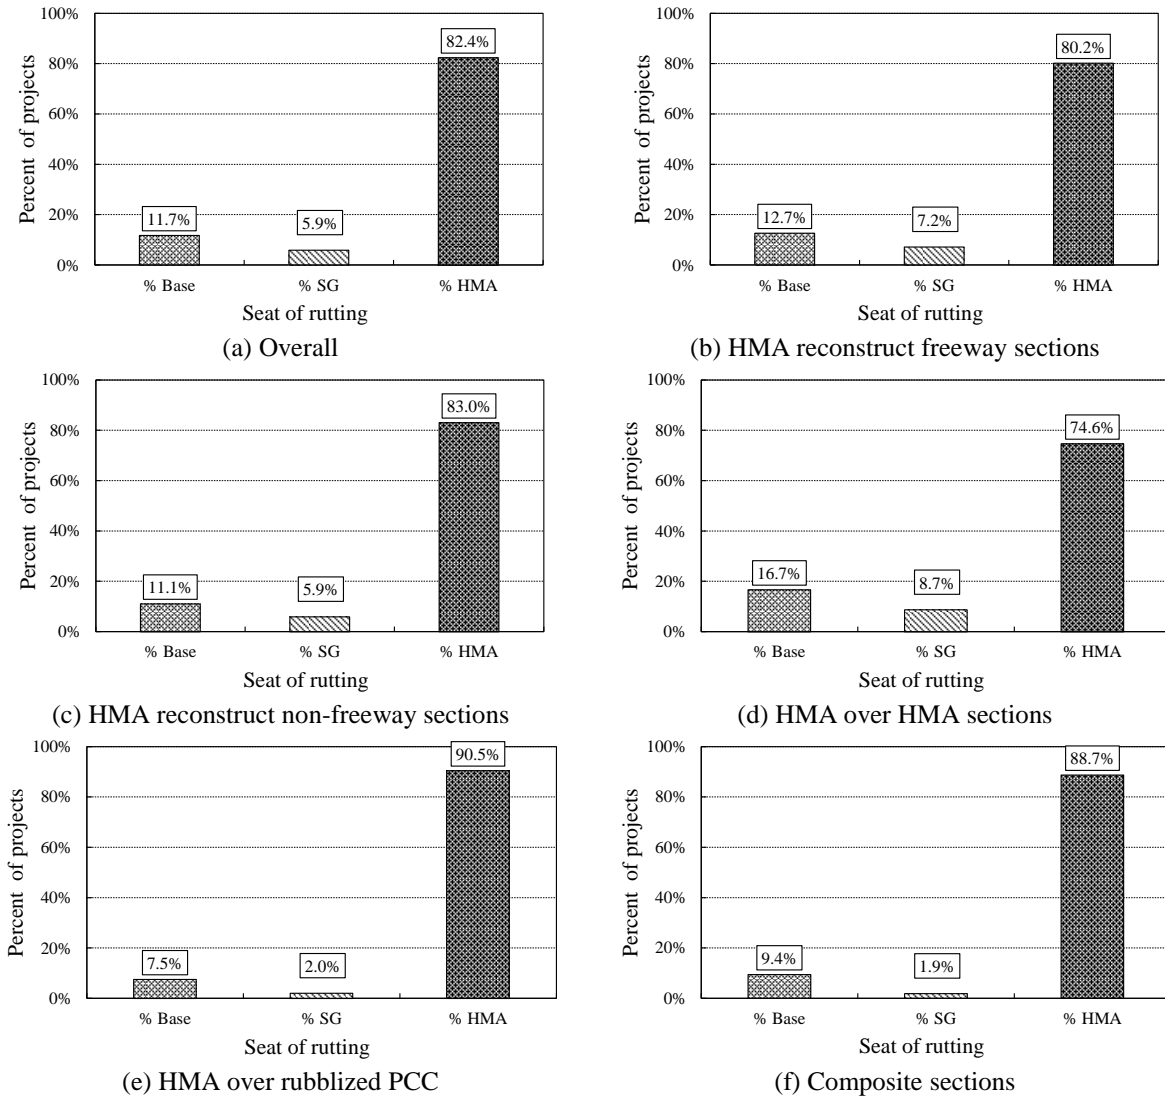 100%
80%
60%
40%
20%
0%
Percent of projects
11.7%
5.9%
82.4%
% Base
% SG
% HMA
Seat of rutting
(a) Overall
100%
80%
60%
40%
20%
0%
Percent of projects
12.7%
7.2%
80.2%
% Base
% SG
% HMA
Seat of rutting
(b) HMA reconstruct freeway sections
100%
80%
60%
40%
20%
0%
Percent of projects
11.1%
5.9%
83.0%
% Base
% SG
% HMA
Seat of rutting
(c) HMA reconstruct non-freeway sections
100%
80%
60%
40%
20%
0%
Percent of projects
16.7%
8.7%
74.6%
% Base
% SG
% HMA
Seat of rutting
(d) HMA over HMA sections
100%
80%
60%
40%
20%
0%
Percent of projects
7.5%
2.0%
90.5%
% Base
% SG
% HMA
Seat of rutting
(e) HMA over rubblized PCC
100%
80%
60%
40%
20%
0%
Percent of projects
9.4%
1.9%
88.7%
% Base
% SG
% HMA
Seat of rutting
(f) Composite sections